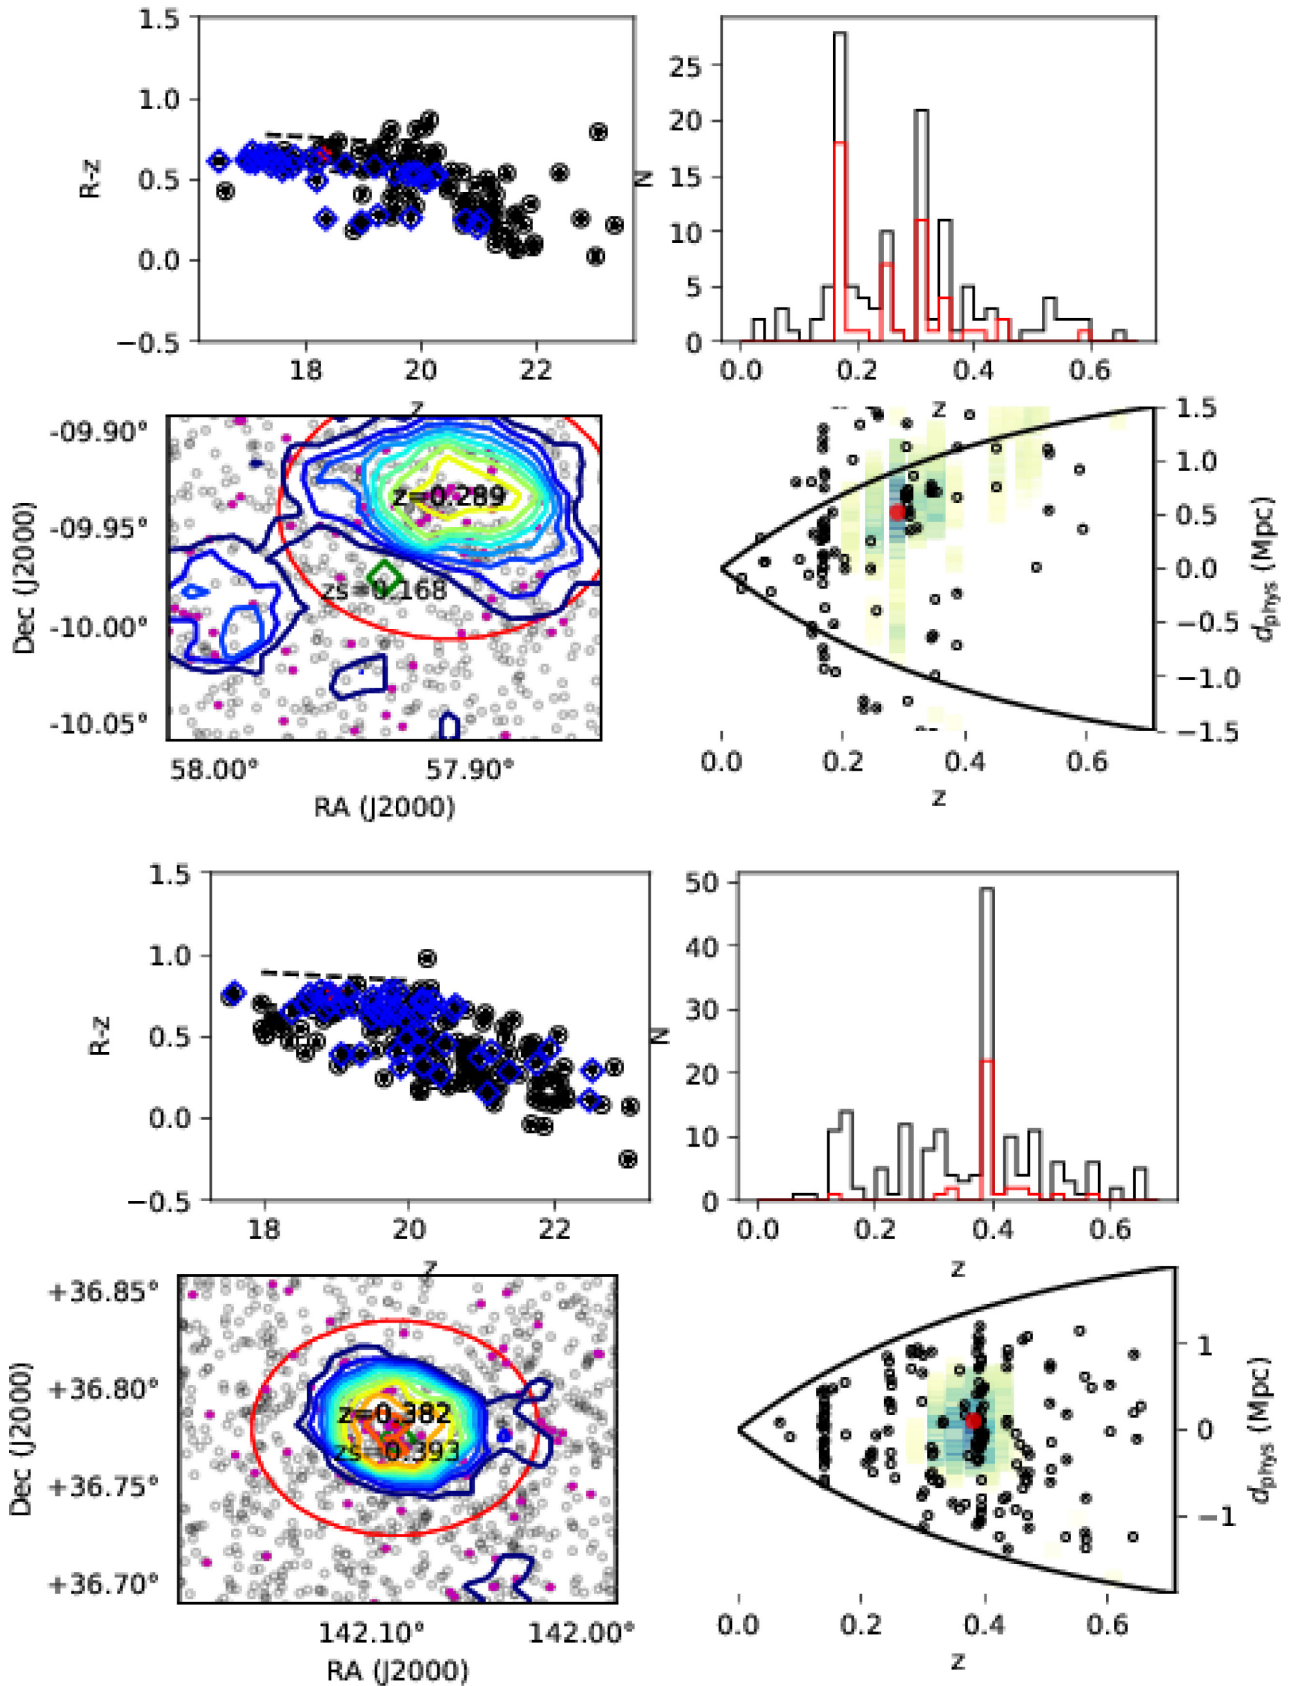 1.5
1.0
0.5
0.0
−0.5
R-z
18 20 22
z
25
20
15
10
5
0
N
0.0 0.2 0.4 0.6
z
-09.90°
-09.95°
-10.00°
-10.05°
Dec (J2000)
z=0.289
zs=0.168
58.00° 57.90°
RA (J2000)
1.5
1.0
0.5
0.0
−0.5
−1.0
−1.5
dphys (Mpc)
0.0 0.2 0.4 0.6
z
1.5
1.0
0.5
0.0
−0.5
R-z
18 20 22
z
50
40
30
20
10
0
N
0.0 0.2 0.4 0.6
z
+36.85°
+36.80°
+36.75°
+36.70°
Dec (J2000)
z=0.382
zs=0.393
142.10° 142.00°
RA (J2000)
1
0
−1
dphys (Mpc)
0.0 0.2 0.4 0.6
z